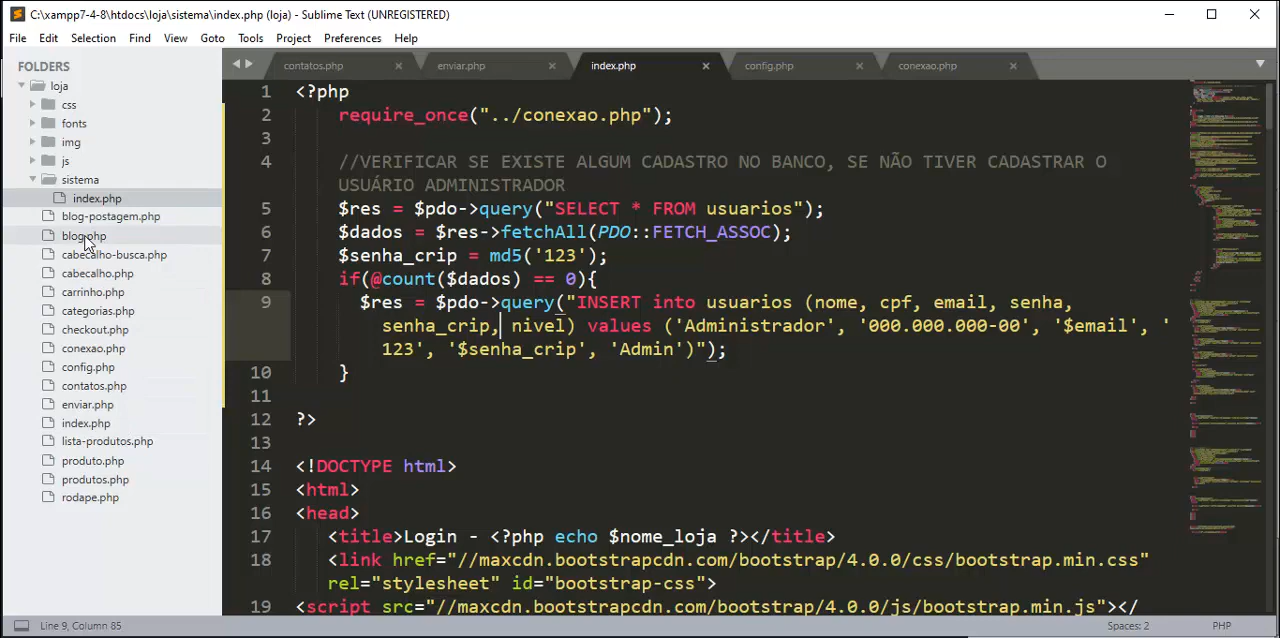 C:\xampp7-4-8\htdocs\loja\sistema\index.php (loja) - Sublime Text (UNREGISTERED)
File Edit Selection Find View Goto Tools Project Preferences Help
FOLDERS
loja
css
fonts
img
js
sistema
index.php
blog-postagem.php
blog.php
cabecalho-busca.php
cabecalho.php
carrinho.php
categorias.php
checkout.php
conexao.php
config.php
contatos.php
enviar.php
index.php
lista-produtos.php
produto.php
produtos.php
rodape.php
contatos.php enviar.php index.php config.php conexao.php
1 <?php
2 require_once("../conexao.php");
3
4 //VERIFICAR SE EXISTE ALGUM CADASTRO NO BANCO, SE NÃO TIVER CADASTRAR O
USUÁRIO ADMINISTRADOR
5 $res = $pdo->query("SELECT * FROM usuarios");
6 $dados = $res->fetchAll(PDO::FETCH_ASSOC);
7 $senha_crip = md5('123');
8 if(@count($dados) == 0){
9 $res = $pdo->query("INSERT into usuarios (nome, cpf, email, senha,
senha_crip, nivel) values ('Administrador', '000.000.000-00', '$email', '
123', '$senha_crip', 'Admin')");
10 }
11
12 ?>
13
14 <!DOCTYPE html>
15 <html>
16 <head>
17 <title>Login - <?php echo $nome_loja ?></title>
18 <link href="//maxcdn.bootstrapcdn.com/bootstrap/4.0.0/css/bootstrap.min.css"
rel="stylesheet" id="bootstrap-css">
19 <script src="//maxcdn.bootstrapcdn.com/bootstrap/4.0.0/js/bootstrap.min.js"></
Line 9, Column 85
Spaces: 2
PHP